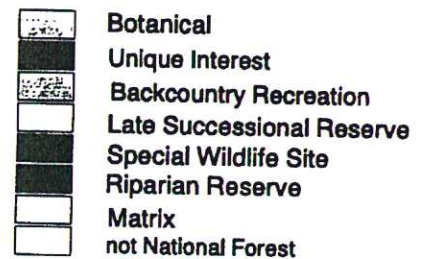 Botanical
Unique Interest
Backcountry Recreation
Late Successional Reserve
Special Wildlife Site
Riparian Reserve
Matrix
not National Forest